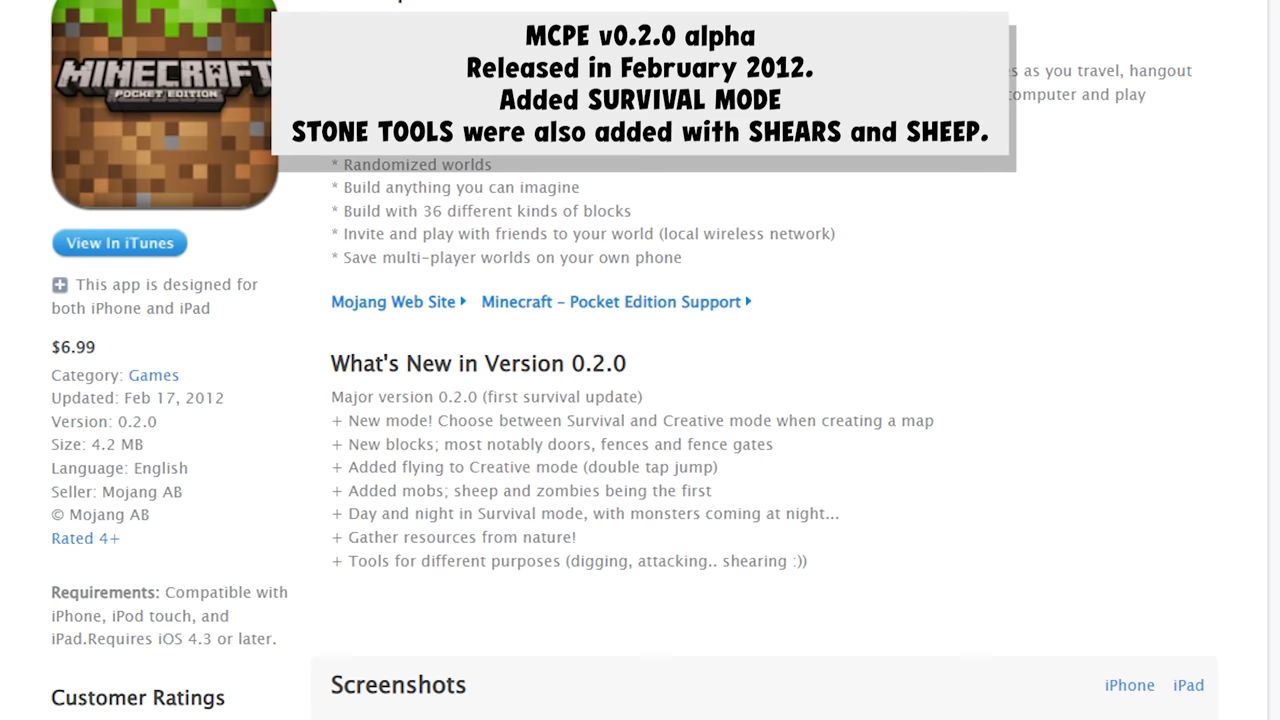 MCPE v0.2.0 alpha
Released in February 2012.
Added SURVIVAL MODE
STONE TOOLS were also added with SHEARS and SHEEP.
MINECRAFT
POCKET EDITION
s as you travel, hangout
computer and play
* Randomized worlds
* Build anything you can imagine
* Build with 36 different kinds of blocks
* Invite and play with friends to your world (local wireless network)
* Save multi-player worlds on your own phone
Mojang Web Site
Minecraft - Pocket Edition Support
What's New in Version 0.2.0
Major version 0.2.0 (first survival update)
+ New mode! Choose between Survival and Creative mode when creating a map
+ New blocks; most notably doors, fences and fence gates
+ Added flying to Creative mode (double tap jump)
+ Added mobs; sheep and zombies being the first
+ Day and night in Survival mode, with monsters coming at night...
+ Gather resources from nature!
+ Tools for different purposes (digging, attacking.. shearing :))
View In iTunes
This app is designed for
both iPhone and iPad
$6.99
Category: Games
Updated: Feb 17, 2012
Version: 0.2.0
Size: 4.2 MB
Language: English
Seller: Mojang AB
© Mojang AB
Rated 4+
Requirements: Compatible with
iPhone, iPod touch, and
iPad.Requires iOS 4.3 or later.
Customer Ratings
Screenshots
iPhone
iPad